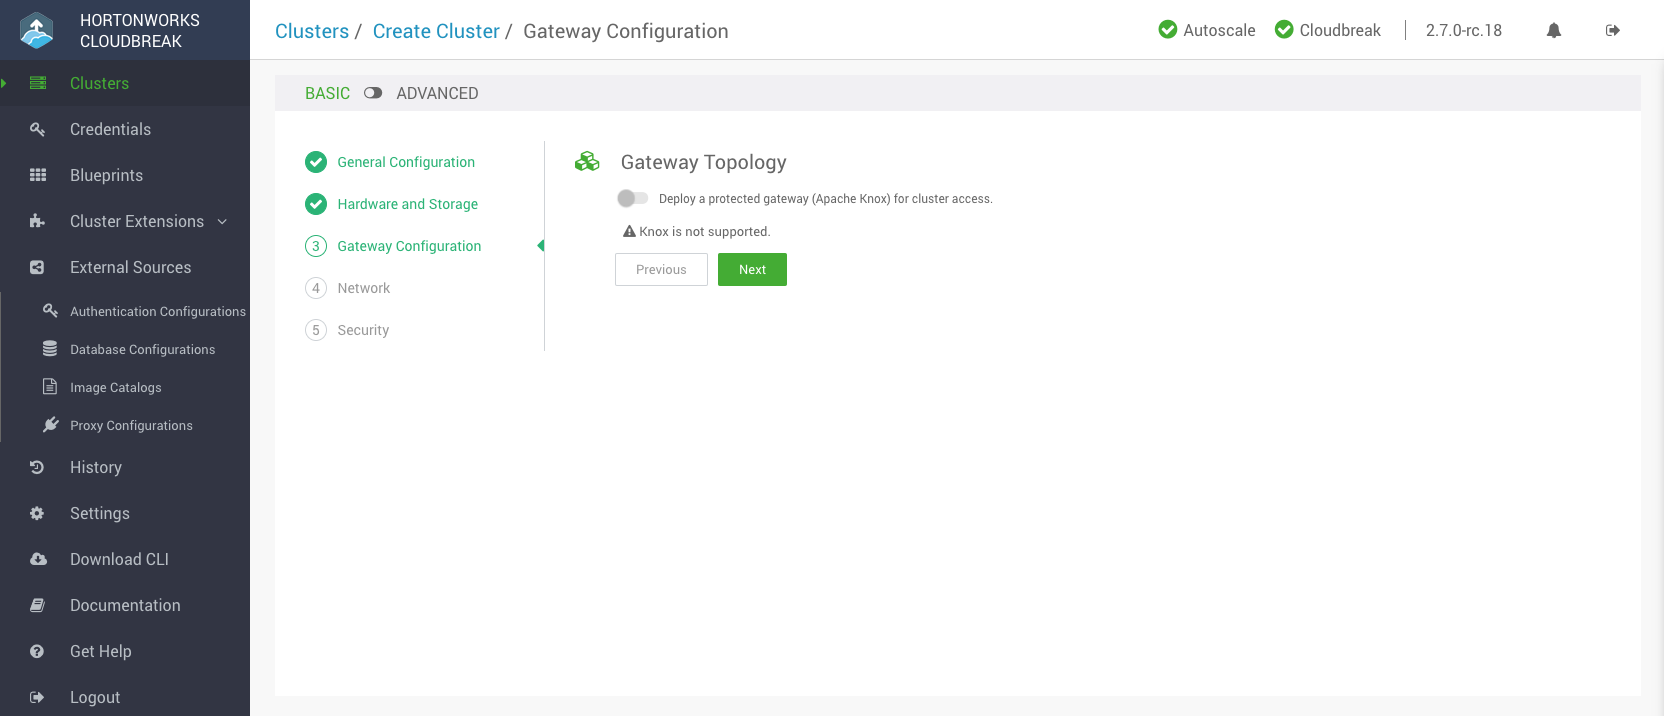 HORTONWORKS
CLOUDBREAK
Clusters / Create Cluster / Gateway Configuration
Autoscale
Cloudbreak
2.7.0-rc.18
Clusters
Credentials
Blueprints
Cluster Extensions
External Sources
Authentication Configurations
Database Configurations
Image Catalogs
Proxy Configurations
History
Settings
Download CLI
Documentation
Get Help
Logout
BASIC
ADVANCED
General Configuration
Hardware and Storage
3 Gateway Configuration
4 Network
5 Security
Gateway Topology
Deploy a protected gateway (Apache Knox) for cluster access.
Knox is not supported.
Previous
Next